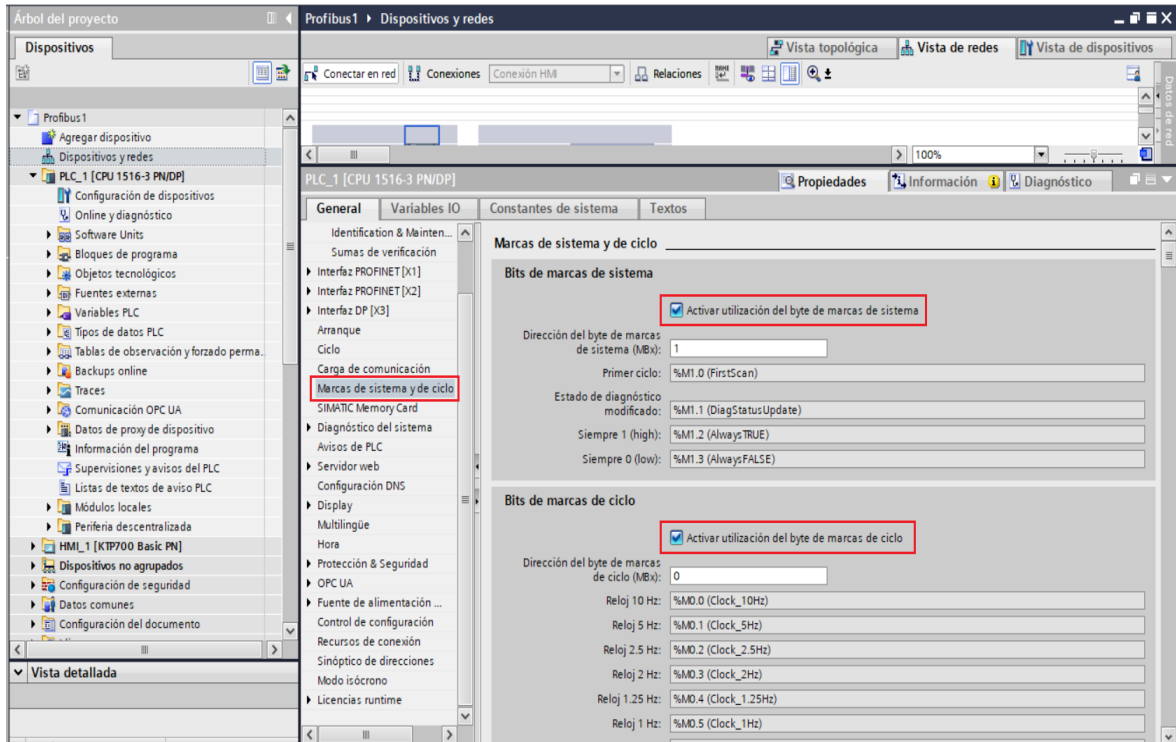 Árbol del proyecto
Dispositivos
Profibus1
Agregar dispositivo
Dispositivos y redes
PLC_1 [CPU 1516-3 PN/DP]
Configuración de dispositivos
Online y diagnóstico
Software Units
Bloques de programa
Objetos tecnológicos
Fuentes externas
Variables PLC
Tipos de datos PLC
Tablas de observación y forzado perma..
Backups online
Traces
Comunicación OPC UA
Datos de proxy de dispositivo
Información del programa
Supervisiones y avisos del PLC
Listas de textos de aviso PLC
Módulos locales
Periferia descentralizada
HMI_1 [KTP700 Basic PN]
Dispositivos no agrupados
Configuración de seguridad
Datos comunes
Configuración del documento
Vista detallada
Profibus1 Dispositivos y redes
Vista topológica Vista de redes Vista de dispositivos
Conectar en red Conexiones Conexión HMI Relaciones
100%
Datos de red
PLC_1 [CPU 1516-3 PN/DP]
Propiedades Información Diagnóstico
General Variables IO Constantes de sistema Textos
Identification & Mainten...
Sumas de verificación
Interfaz PROFINET [X1]
Interfaz PROFINET [X2]
Interfaz DP [X3]
Arranque
Ciclo
Carga de comunicación
Marcas de sistema y de ciclo
SIMATIC Memory Card
Diagnóstico del sistema
Avisos de PLC
Servidor web
Configuración DNS
Display
Multilingüe
Hora
Protección & Seguridad
OPC UA
Fuente de alimentación ...
Control de configuración
Recursos de conexión
Sinóptico de direcciones
Modo isócrono
Licencias runtime
Marcas de sistema y de ciclo
Bits de marcas de sistema
Activar utilización del byte de marcas de sistema
Dirección del byte de marcas
de sistema (MBx): 1
Primer ciclo: %M1.0 (FirstScan)
Estado de diagnóstico
modificado: %M1.1 (DiagStatusUpdate)
Siempre 1 (high): %M1.2 (AlwaysTRUE)
Siempre 0 (low): %M1.3 (AlwaysFALSE)
Bits de marcas de ciclo
Activar utilización del byte de marcas de ciclo
Dirección del byte de marcas
de ciclo (MBx): 0
Reloj 10 Hz: %M0.0 (Clock_10Hz)
Reloj 5 Hz: %M0.1 (Clock_5Hz)
Reloj 2.5 Hz: %M0.2 (Clock_2.5Hz)
Reloj 2 Hz: %M0.3 (Clock_2Hz)
Reloj 1.25 Hz: %M0.4 (Clock_1.25Hz)
Reloj 1 Hz: %M0.5 (Clock_1Hz)